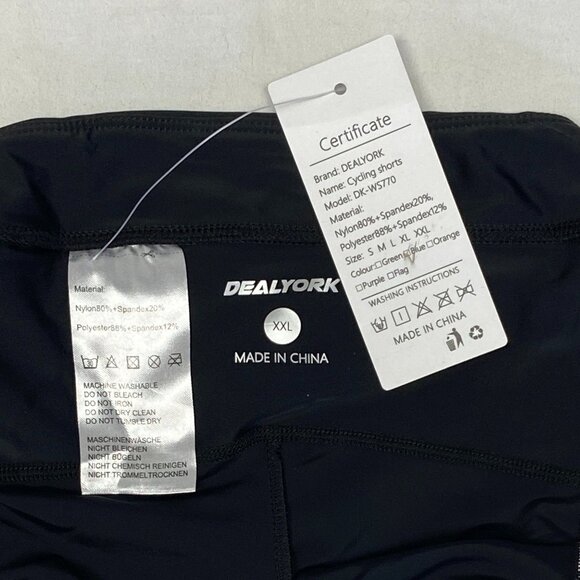 Certificate
Brand: DEALYORK
Name: Cycling shorts
Model: DK-WS770
Material:
Nylon80%+Spandex20%,
Polyester88%+Spandex12%
Size: S M L XL XXL
Colour:□Green□Blue□Orange
□Purple □Flag
WASHING INSTRUCTIONS
DEALYORK
XXL
MADE IN CHINA
Material:
Nylon80%+Spandex20%
Polyester88%+Spandex12%
MACHINE WASHABLE
DO NOT BLEACH
DO NOT IRON
DO NOT DRY CLEAN
DO NOT TUMBLE DRY
MASCHINENWÄSCHE
NICHT BLEICHEN
NICHT BÜGELN
NICHT CHEMISCH REINIGEN
NICHT TROMMELTROCKNEN